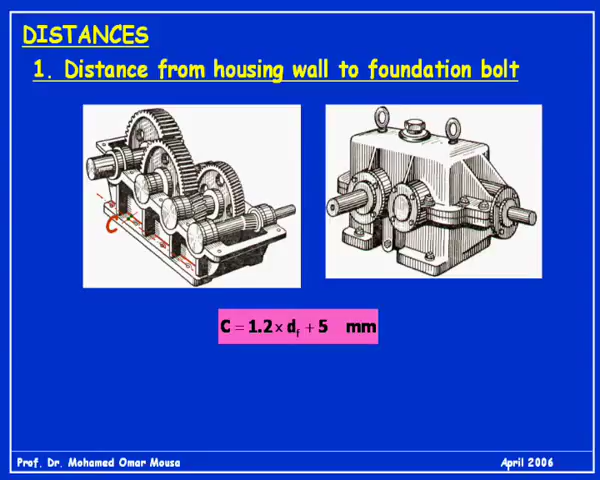 DISTANCES
1. Distance from housing wall to foundation bolt
C
C = 1.2 × df + 5 mm
Prof. Dr. Mohamed Omar Mousa
April 2006